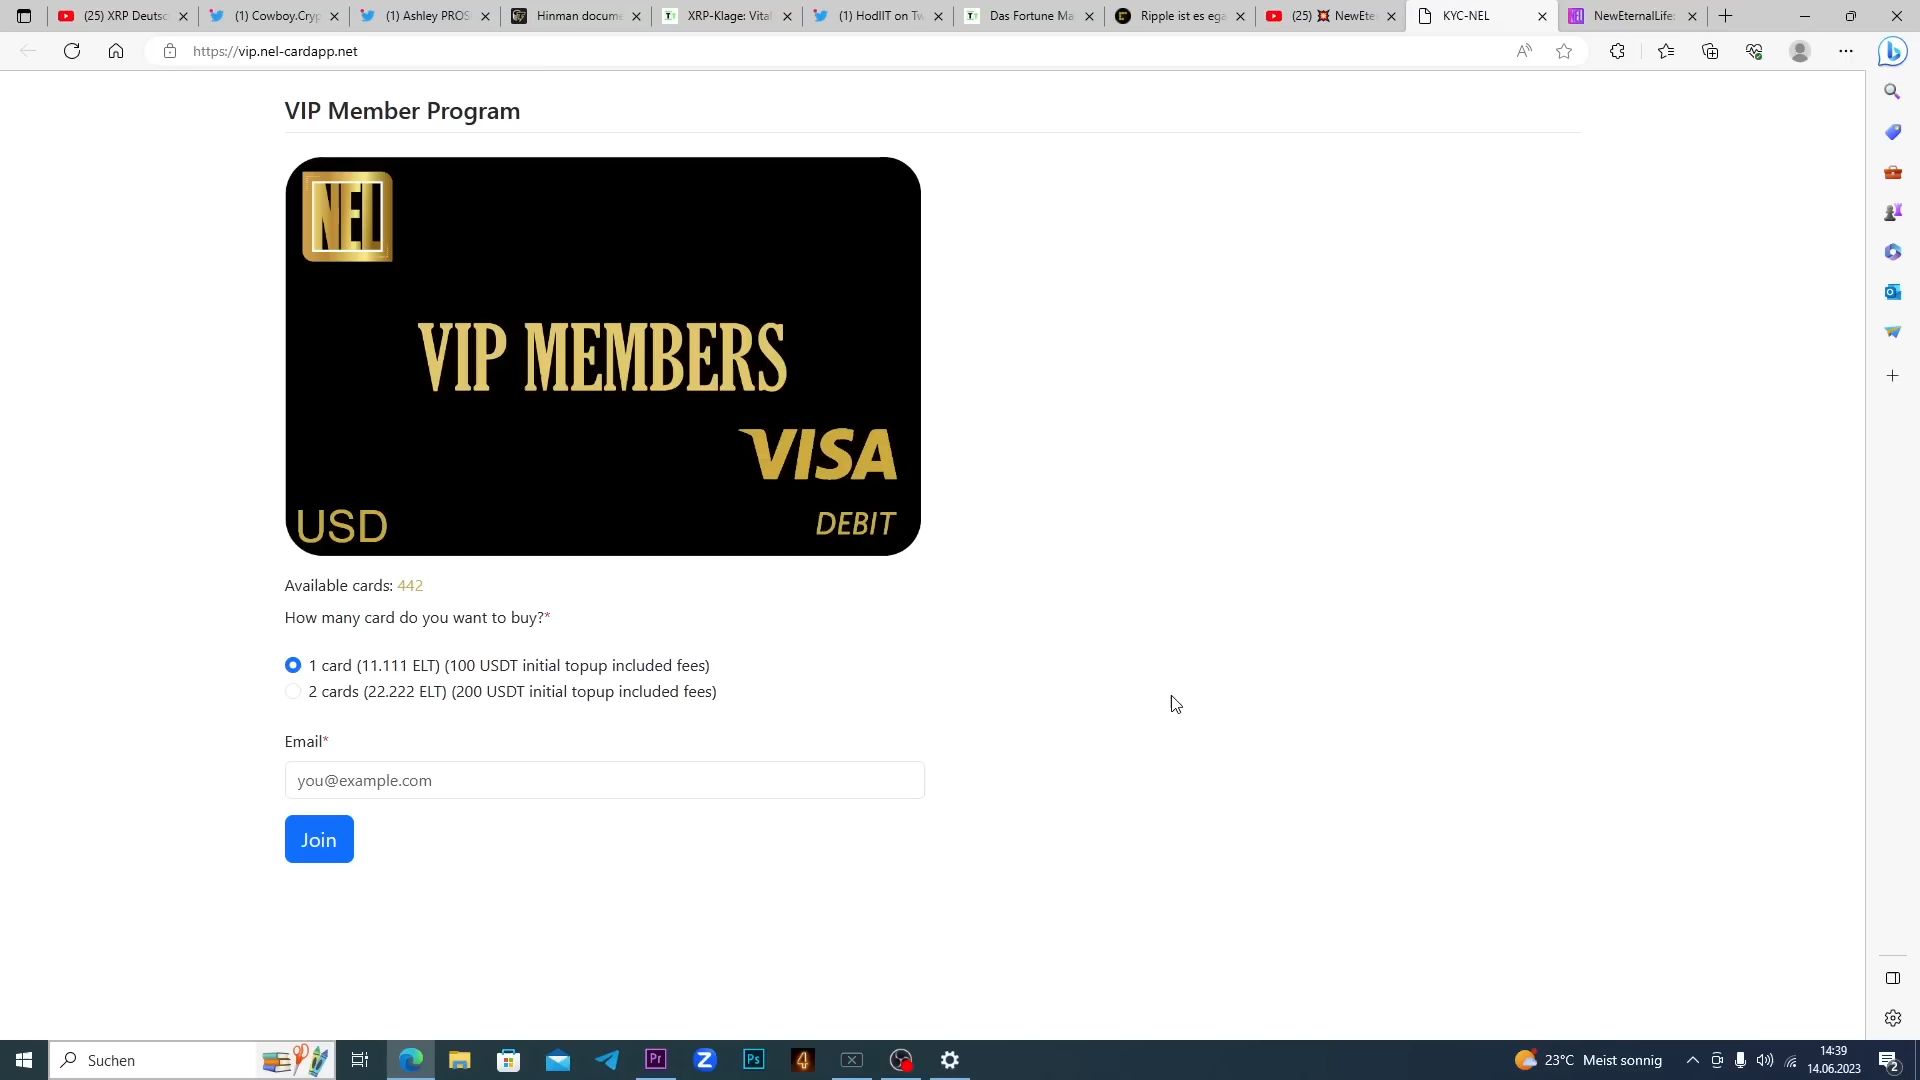 (25) XRP Deutsc
(1) Cowboy.Cryp
(1) Ashley PROS
Hinman docume
XRP-Klage: Vital
(1) HodlIT on Tw
Das Fortune Ma
Ripple ist es ega
(25) 💥 NewEter
KYC-NEL
NewEternalLife:
https://vip.nel-cardapp.net
VIP Member Program
NEL
VIP MEMBERS
VISA
USD
DEBIT
Available cards: 442
How many card do you want to buy?*
1 card (11.111 ELT) (100 USDT initial topup included fees)
2 cards (22.222 ELT) (200 USDT initial topup included fees)
Email*
you@example.com
Join
Suchen
23°C Meist sonnig
14:39
14.06.2023
2